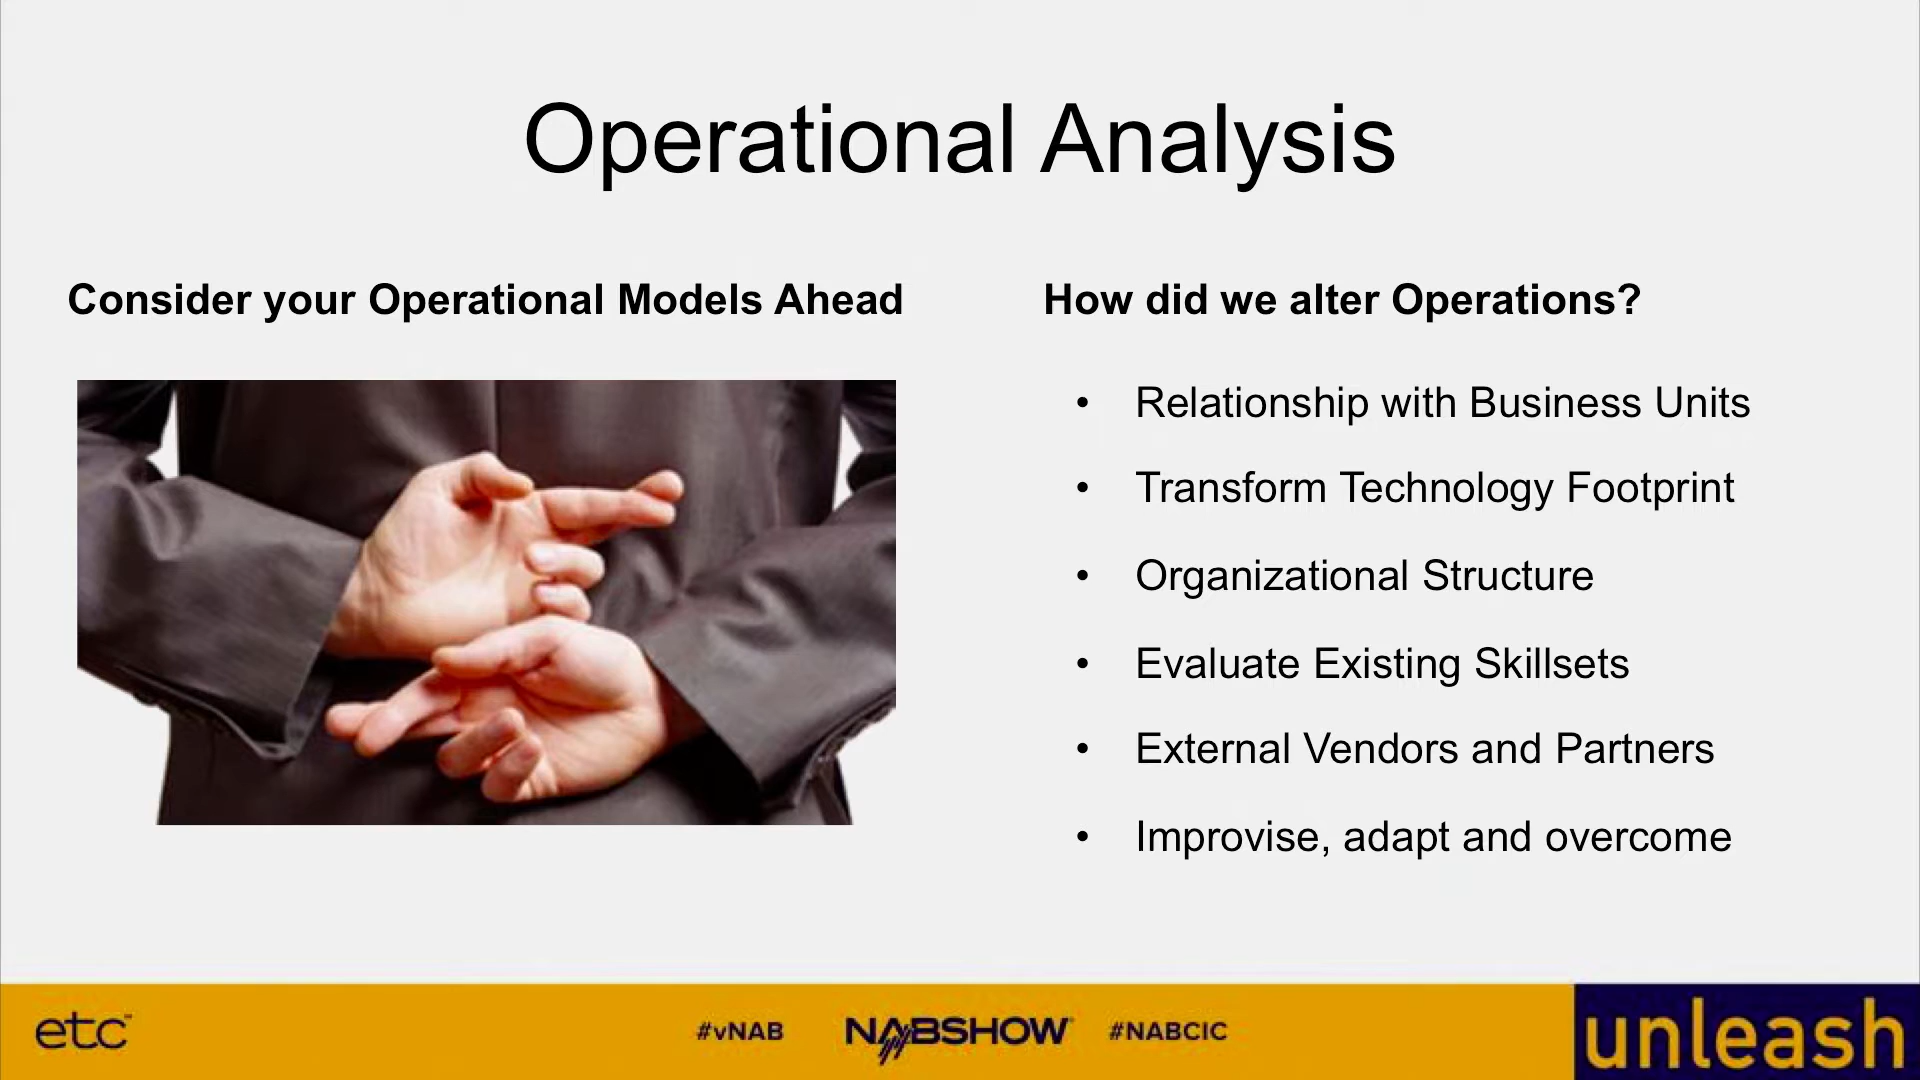 Operational Analysis
Consider your Operational Models Ahead
How did we alter Operations?
• Relationship with Business Units
• Transform Technology Footprint
• Organizational Structure
• Evaluate Existing Skillsets
• External Vendors and Partners
• Improvise, adapt and overcome
etc™ #vNAB NABSHOW #NABCIC unleash